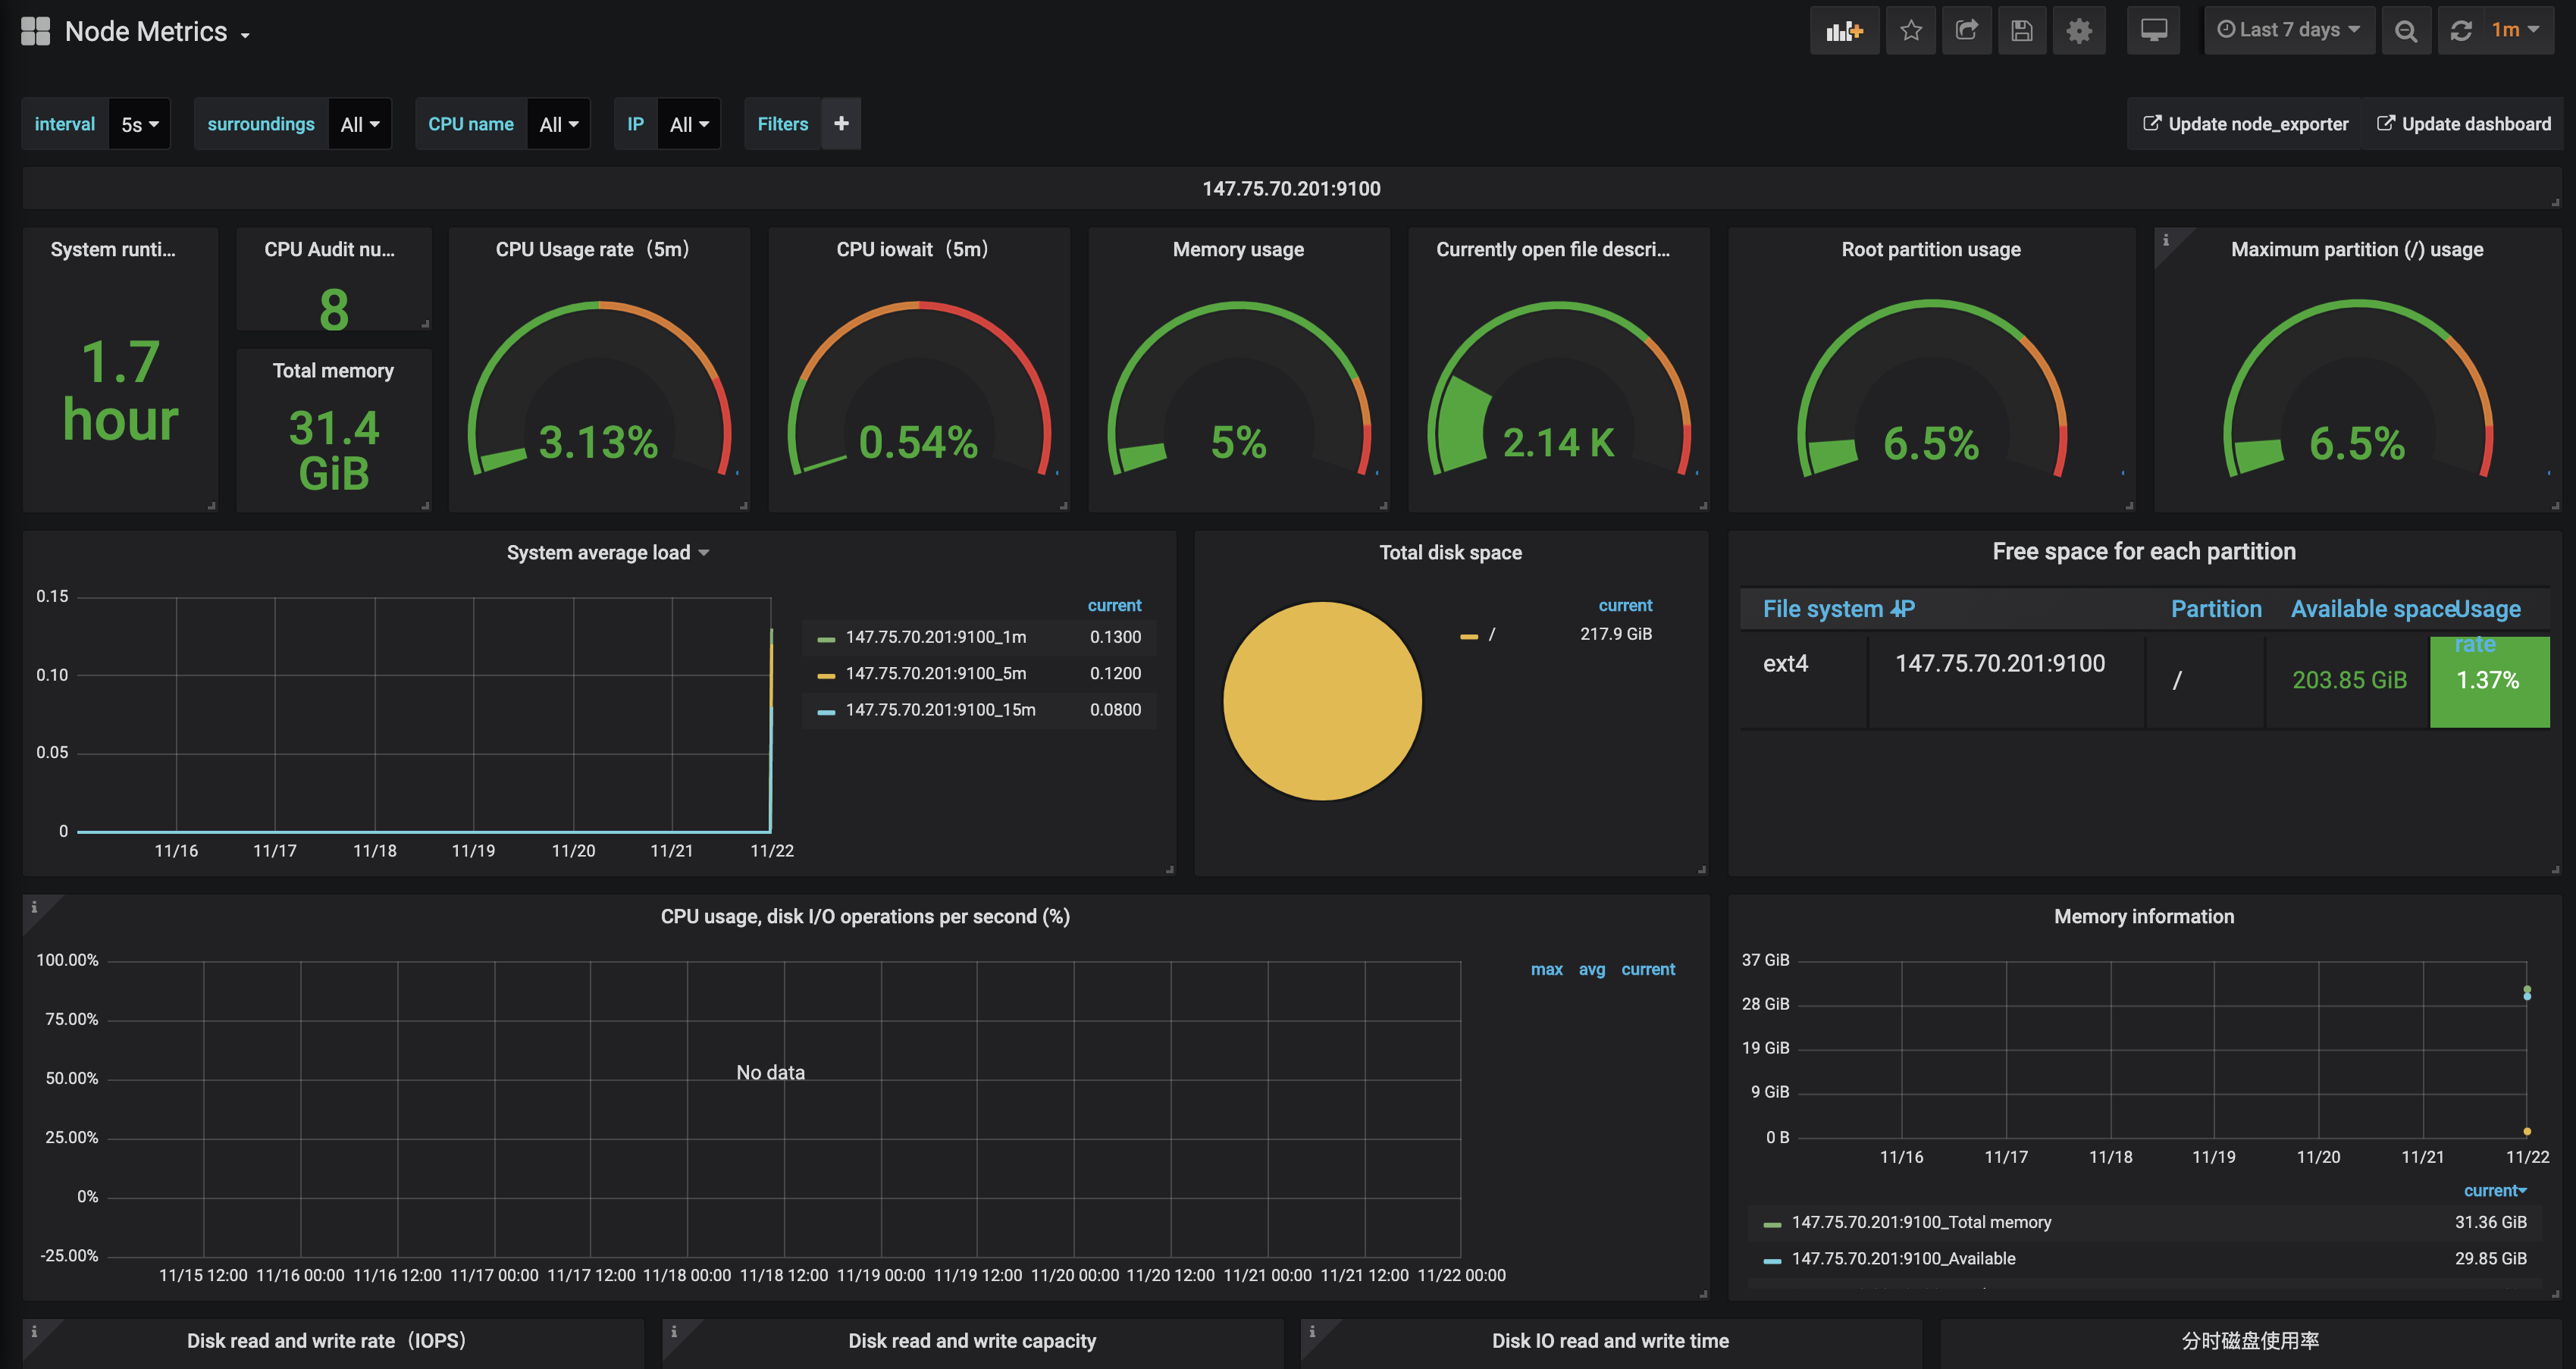 Node Metrics
Last 7 days
1m
interval 5s
surroundings All
CPU name All
IP All
Filters
Update node_exporter
Update dashboard
147.75.70.201:9100
System runti...
1.7
hour
CPU Audit nu...
8
Total memory
31.4
GiB
CPU Usage rate（5m）
3.13%
CPU iowait（5m）
0.54%
Memory usage
5%
Currently open file descri...
2.14 K
Root partition usage
6.5%
Maximum partition (/) usage
6.5%
System average load
0.15
0.10
0.05
0
11/16 11/17 11/18 11/19 11/20 11/21 11/22
current
147.75.70.201:9100_1m 0.1300
147.75.70.201:9100_5m 0.1200
147.75.70.201:9100_15m 0.0800
Total disk space
current
/ 217.9 GiB
Free space for each partition
File system IP Partition Available space Usage
rate
ext4 147.75.70.201:9100 / 203.85 GiB 1.37%
CPU usage, disk I/O operations per second (%)
100.00%
75.00%
50.00%
25.00%
0%
-25.00%
No data
11/15 12:00 11/16 00:00 11/16 12:00 11/17 00:00 11/17 12:00 11/18 00:00 11/18 12:00 11/19 00:00 11/19 12:00 11/20 00:00 11/20 12:00 11/21 00:00 11/21 12:00 11/22 00:00
max avg current
Memory information
37 GiB
28 GiB
19 GiB
9 GiB
0 B
11/16 11/17 11/18 11/19 11/20 11/21 11/22
current
147.75.70.201:9100_Total memory 31.36 GiB
147.75.70.201:9100_Available 29.85 GiB
Disk read and write rate（IOPS）
Disk read and write capacity
Disk IO read and write time
分时磁盘使用率